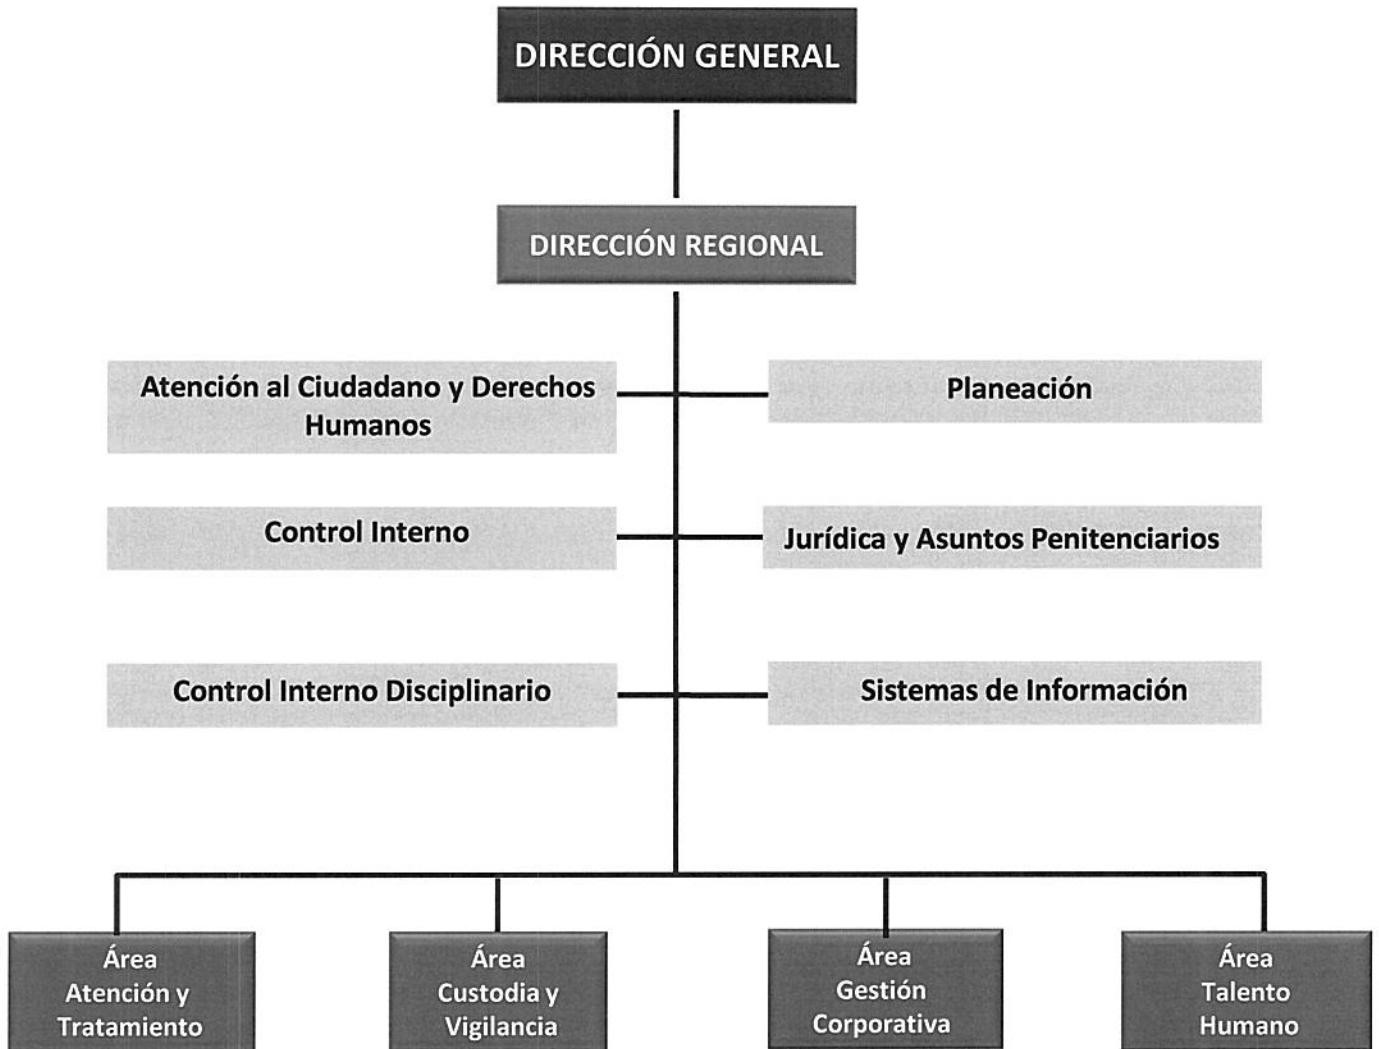 DIRECCIÓN GENERAL
DIRECCIÓN REGIONAL
Atención al Ciudadano y Derechos
Humanos
Planeación
Control Interno
Jurídica y Asuntos Penitenciarios
Control Interno Disciplinario
Sistemas de Información
Área
Atención y
Tratamiento
Área
Custodia y
Vigilancia
Área
Gestión
Corporativa
Área
Talento
Humano